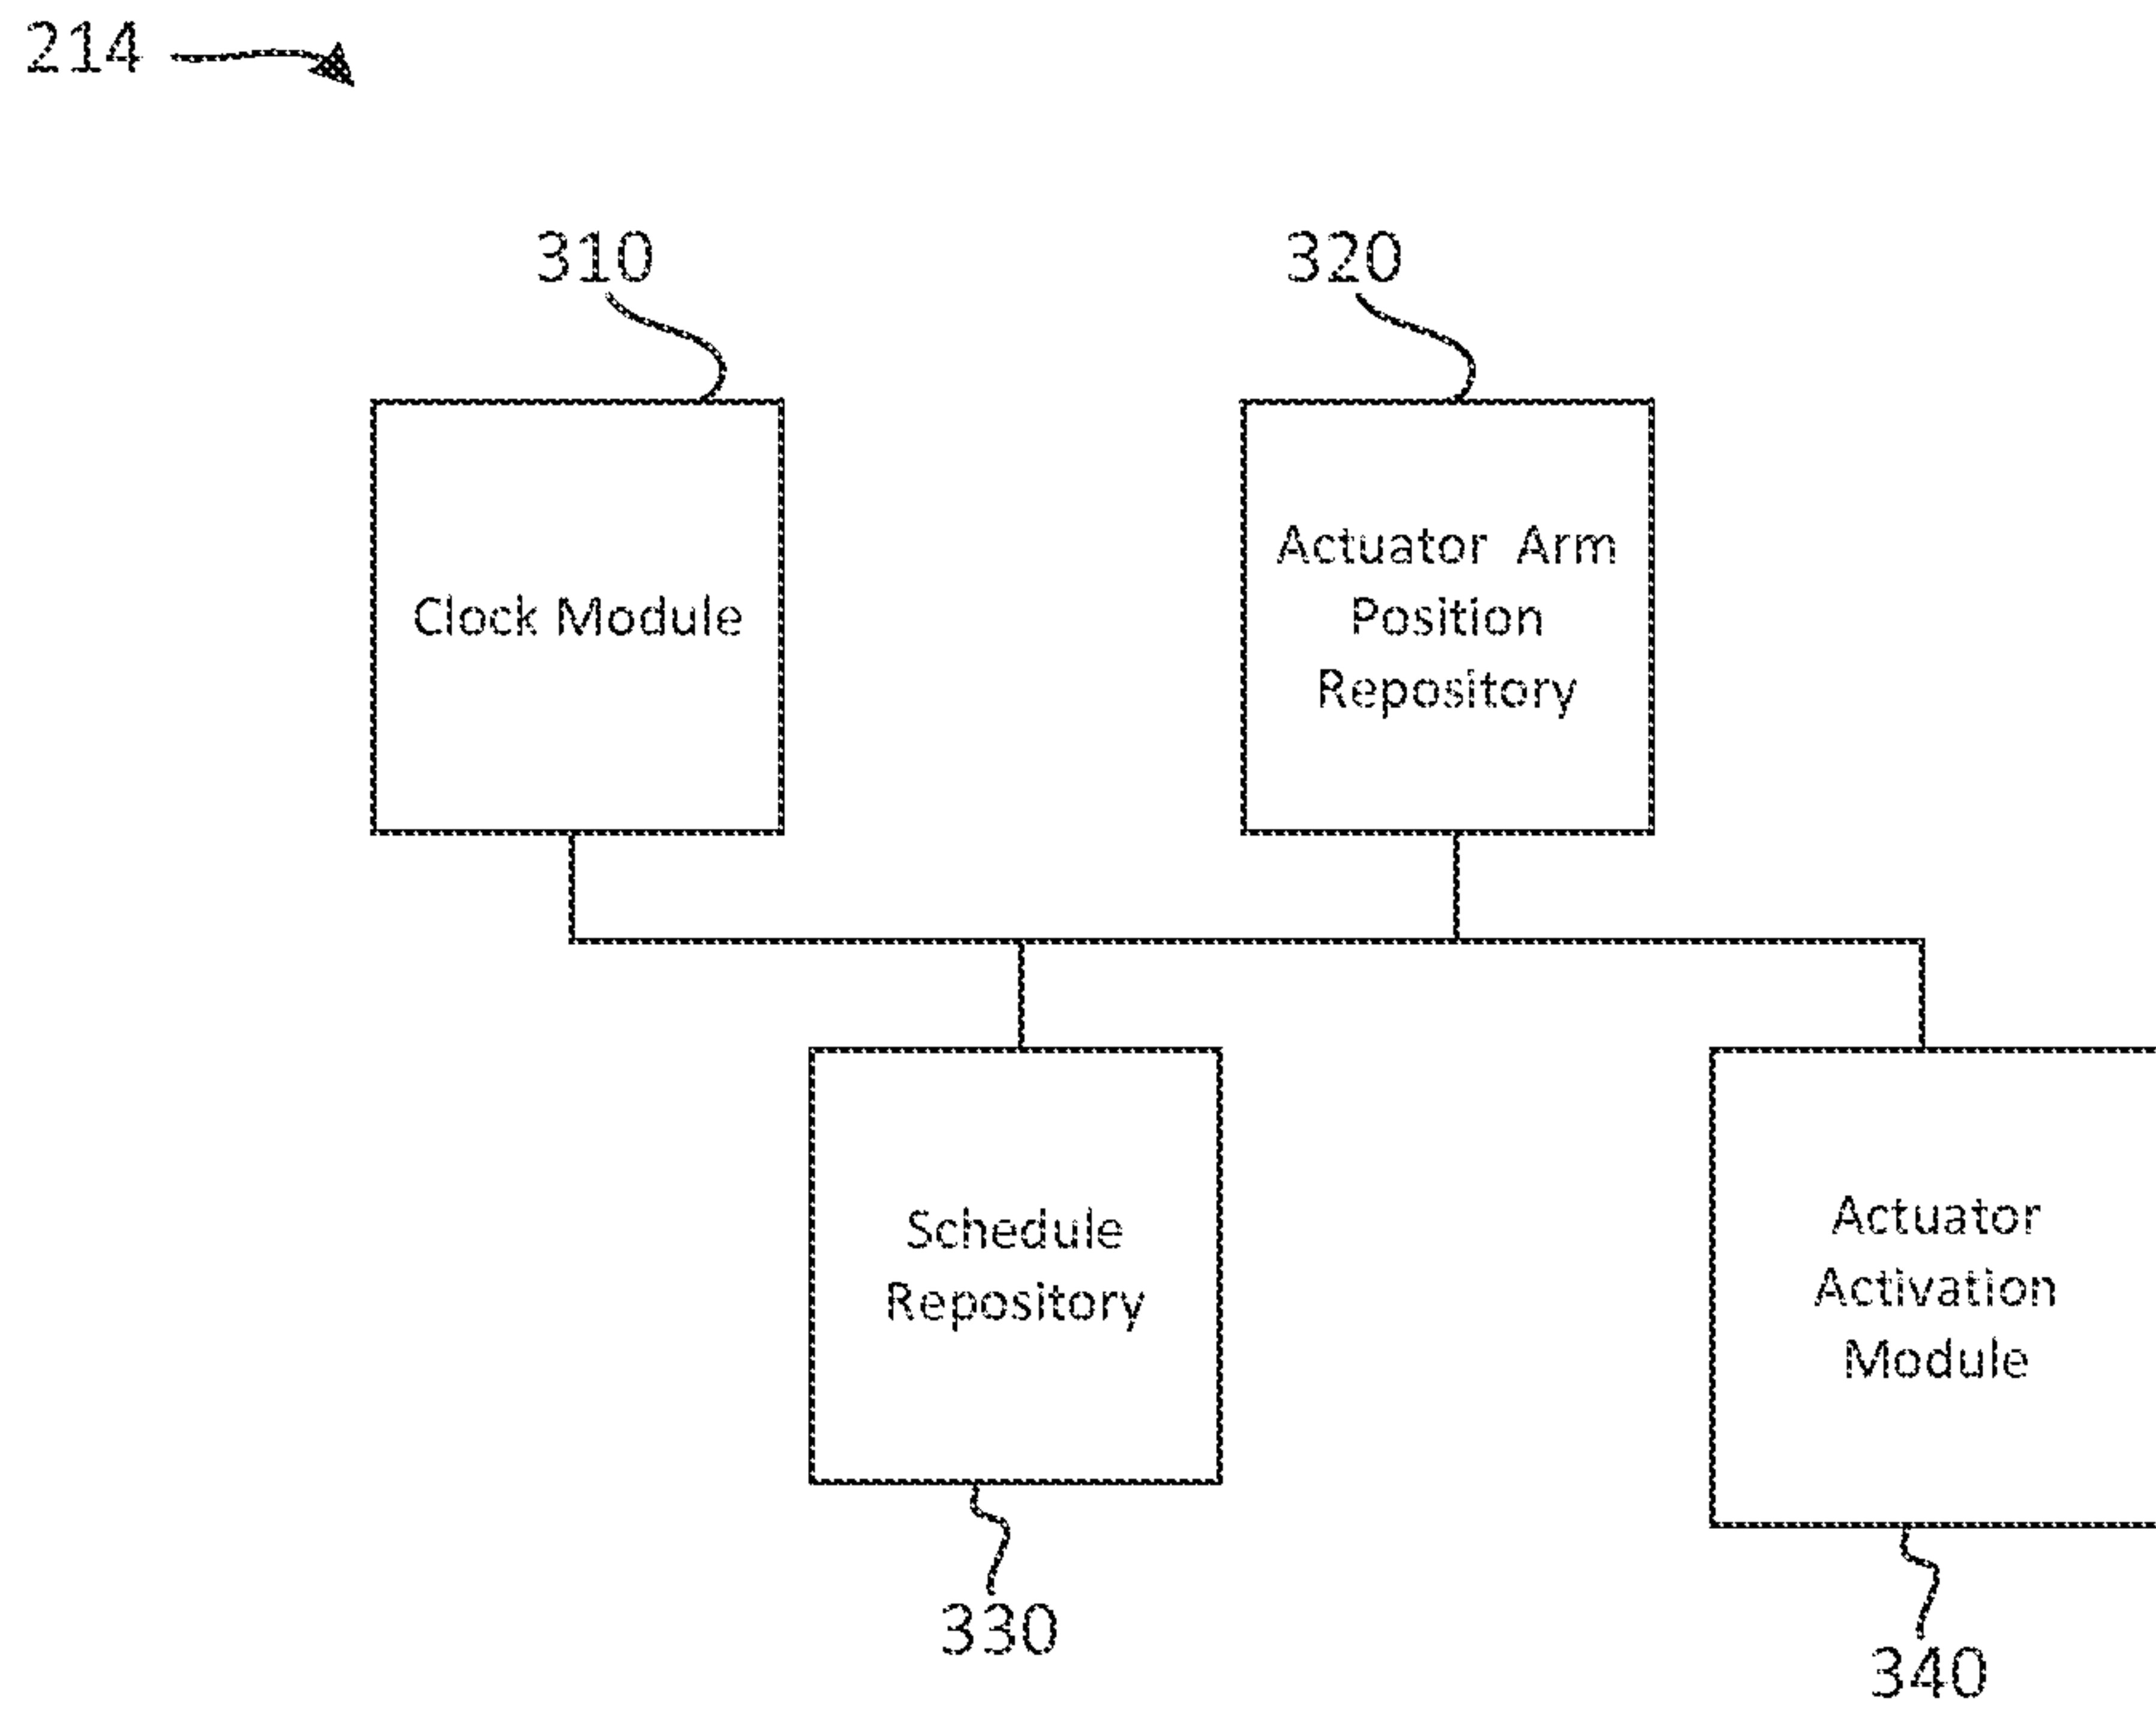 214
310
320
Clock Module
Actuator Arm
Position
Repository
Schedule
Repository
Actuator
Activation
Module
330
340